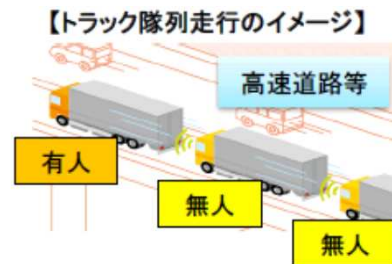 【トラック隊列走行のイメージ】
高速道路等
有人
無人
無人